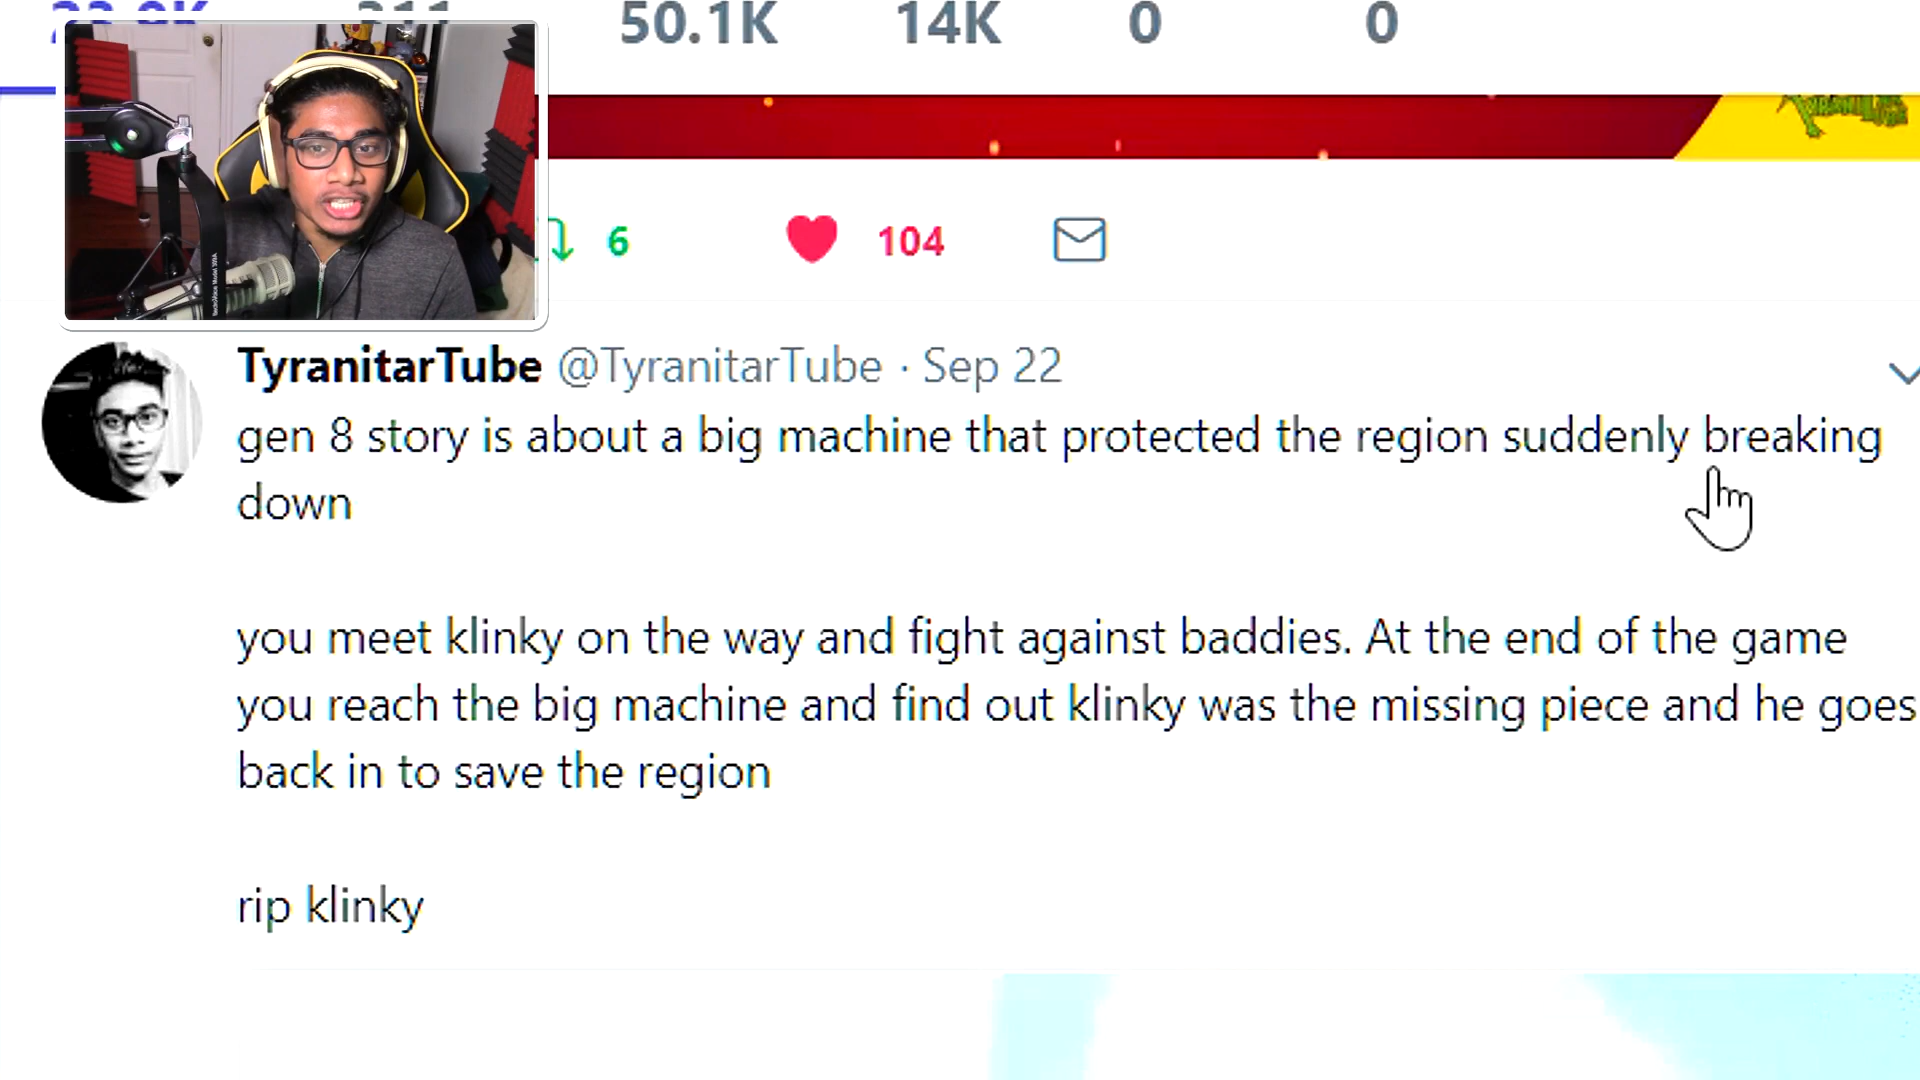 50.1K 14K 0 0
6 104
TyranitarTube @TyranitarTube · Sep 22
gen 8 story is about a big machine that protected the region suddenly breaking
down
you meet klinky on the way and fight against baddies. At the end of the game
you reach the big machine and find out klinky was the missing piece and he goes
back in to save the region
rip klinky